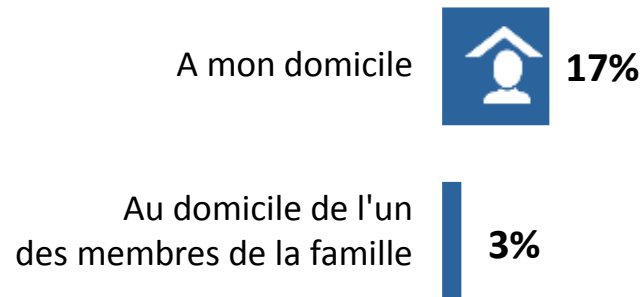 A mon domicile 17%
Au domicile de l'un
des membres de la famille 3%